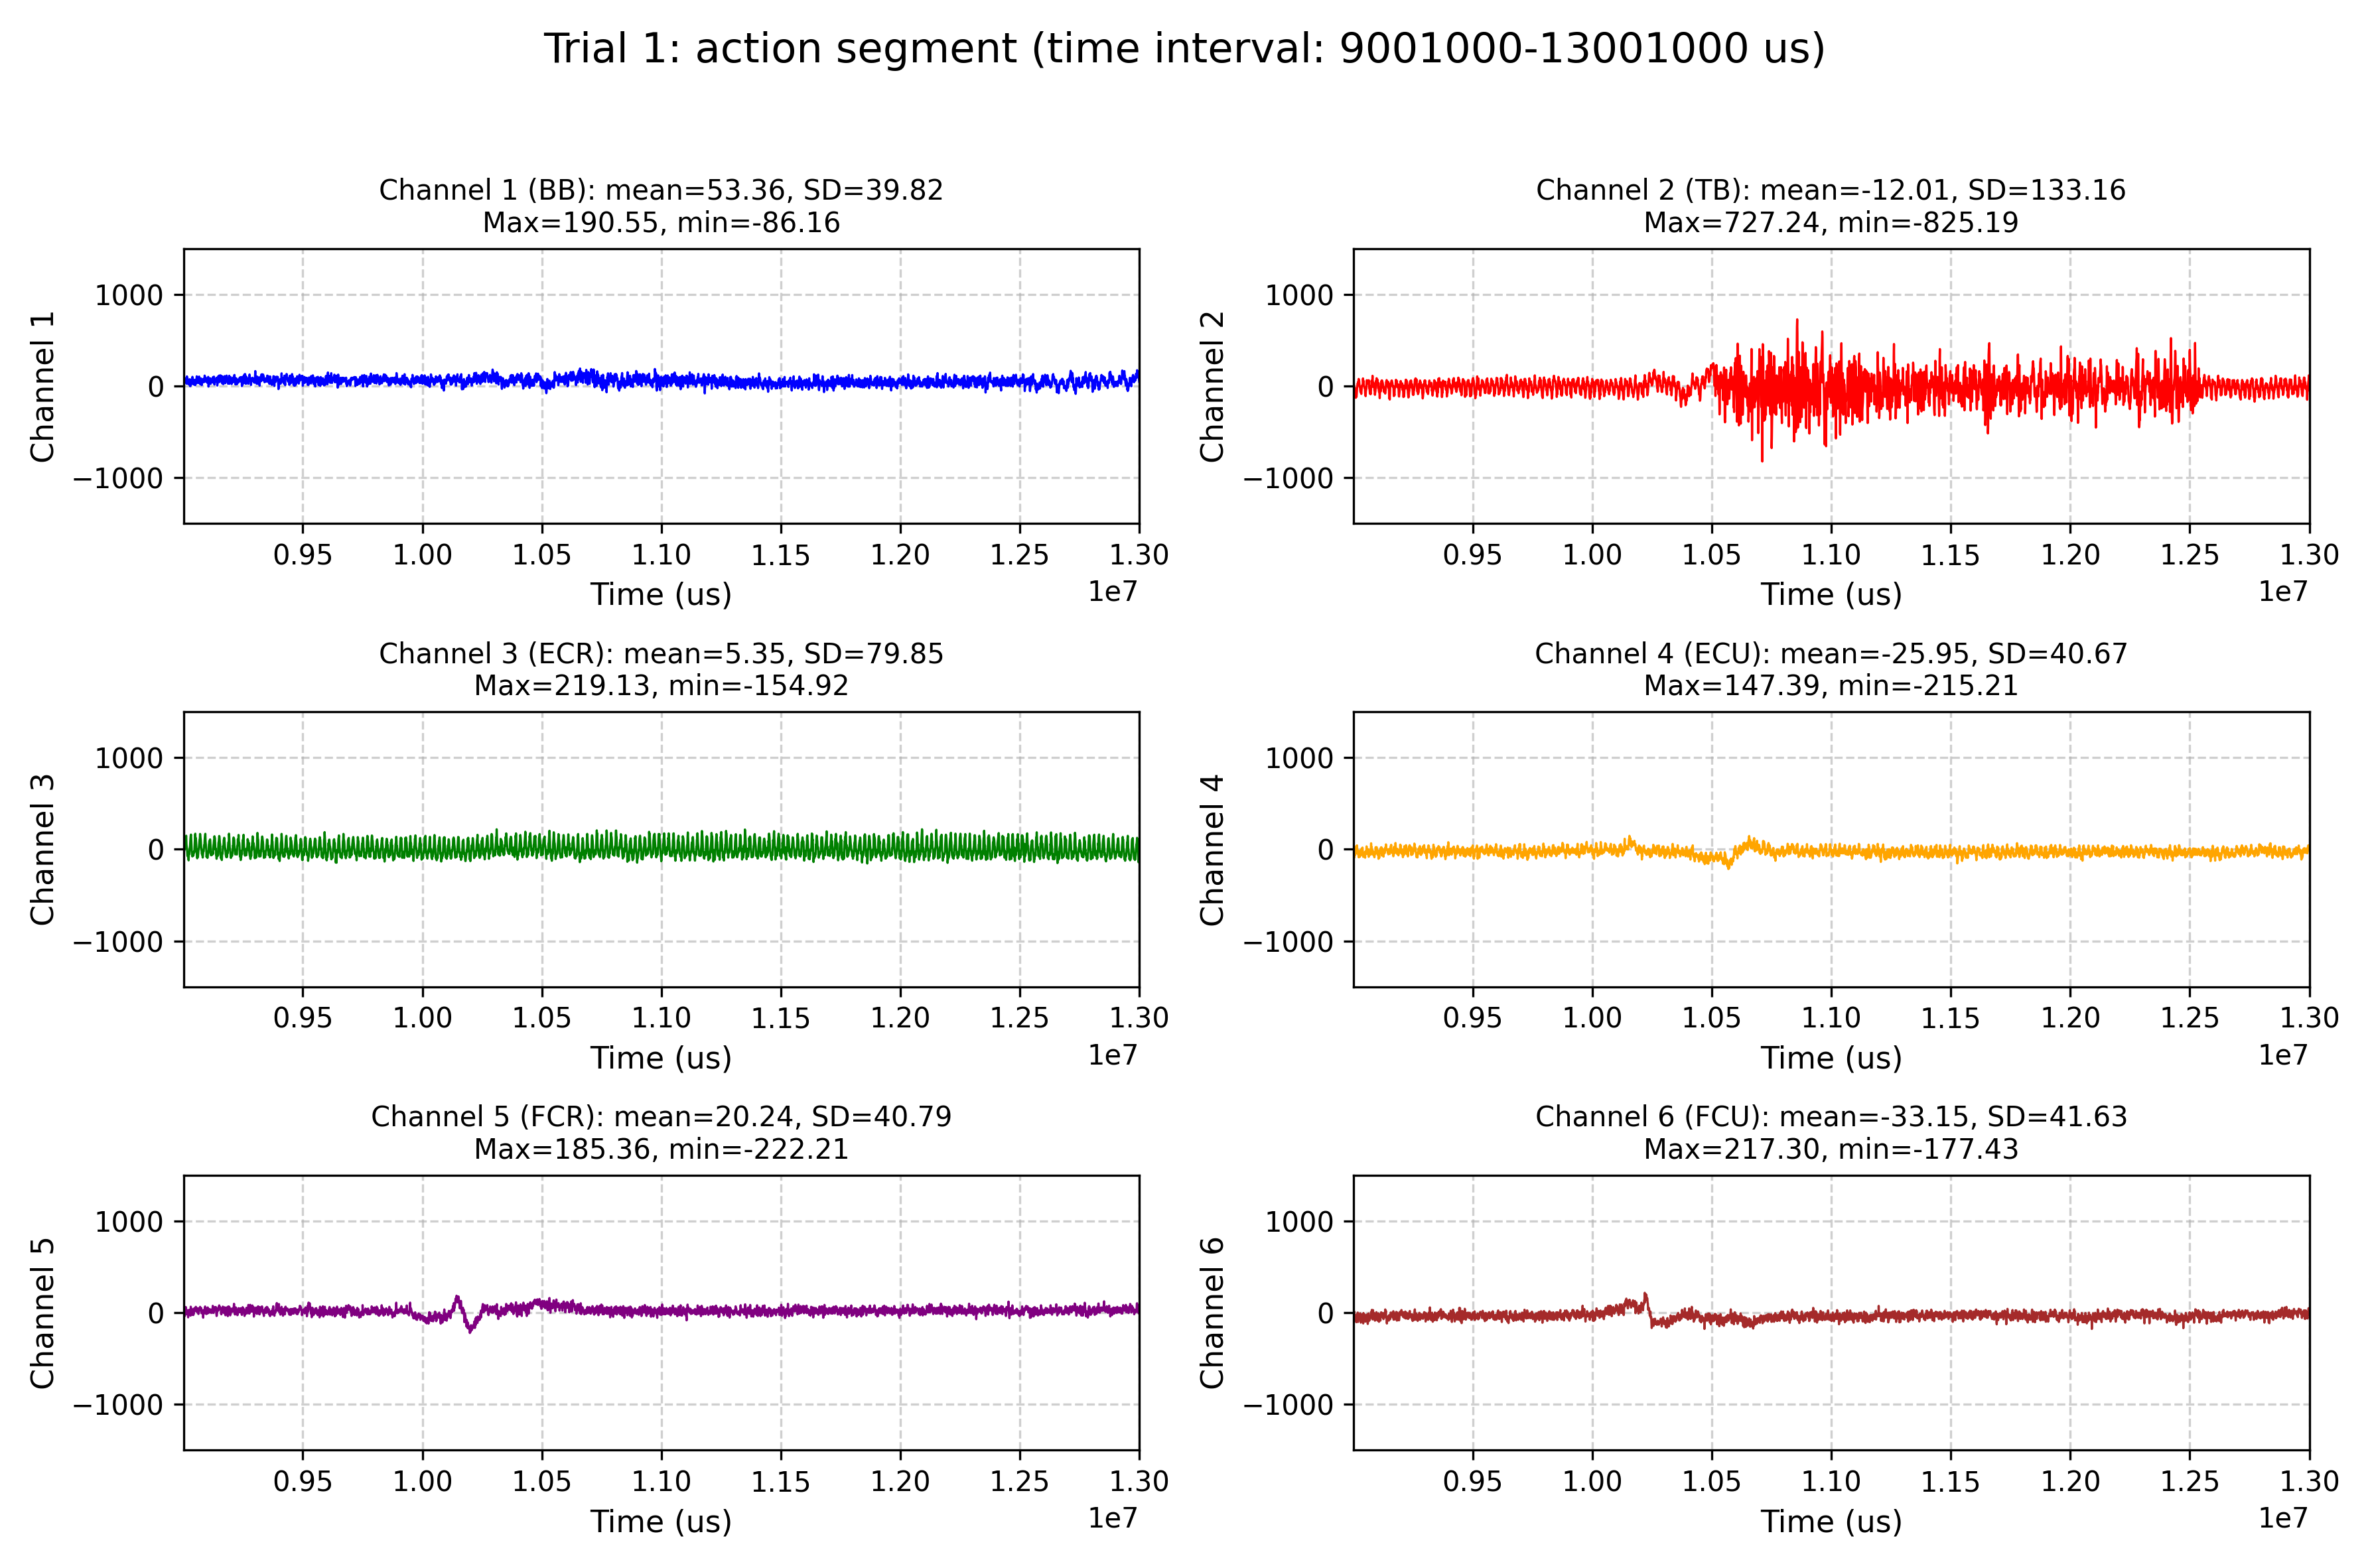 Trial 1: action segment (time interval: 9001000-13001000 us)
Channel 1 (BB): mean=53.36, SD=39.82
Max=190.55, min=-86.16
Channel 1
1000
0
−1000
0.95 1.00 1.05 1.10 1.15 1.20 1.25 1.30
Time (us)
1e7
Channel 2 (TB): mean=-12.01, SD=133.16
Max=727.24, min=-825.19
Channel 2
1000
0
−1000
0.95 1.00 1.05 1.10 1.15 1.20 1.25 1.30
Time (us)
1e7
Channel 3 (ECR): mean=5.35, SD=79.85
Max=219.13, min=-154.92
Channel 3
1000
0
−1000
0.95 1.00 1.05 1.10 1.15 1.20 1.25 1.30
Time (us)
1e7
Channel 4 (ECU): mean=-25.95, SD=40.67
Max=147.39, min=-215.21
Channel 4
1000
0
−1000
0.95 1.00 1.05 1.10 1.15 1.20 1.25 1.30
Time (us)
1e7
Channel 5 (FCR): mean=20.24, SD=40.79
Max=185.36, min=-222.21
Channel 5
1000
0
−1000
0.95 1.00 1.05 1.10 1.15 1.20 1.25 1.30
Time (us)
1e7
Channel 6 (FCU): mean=-33.15, SD=41.63
Max=217.30, min=-177.43
Channel 6
1000
0
−1000
0.95 1.00 1.05 1.10 1.15 1.20 1.25 1.30
Time (us)
1e7